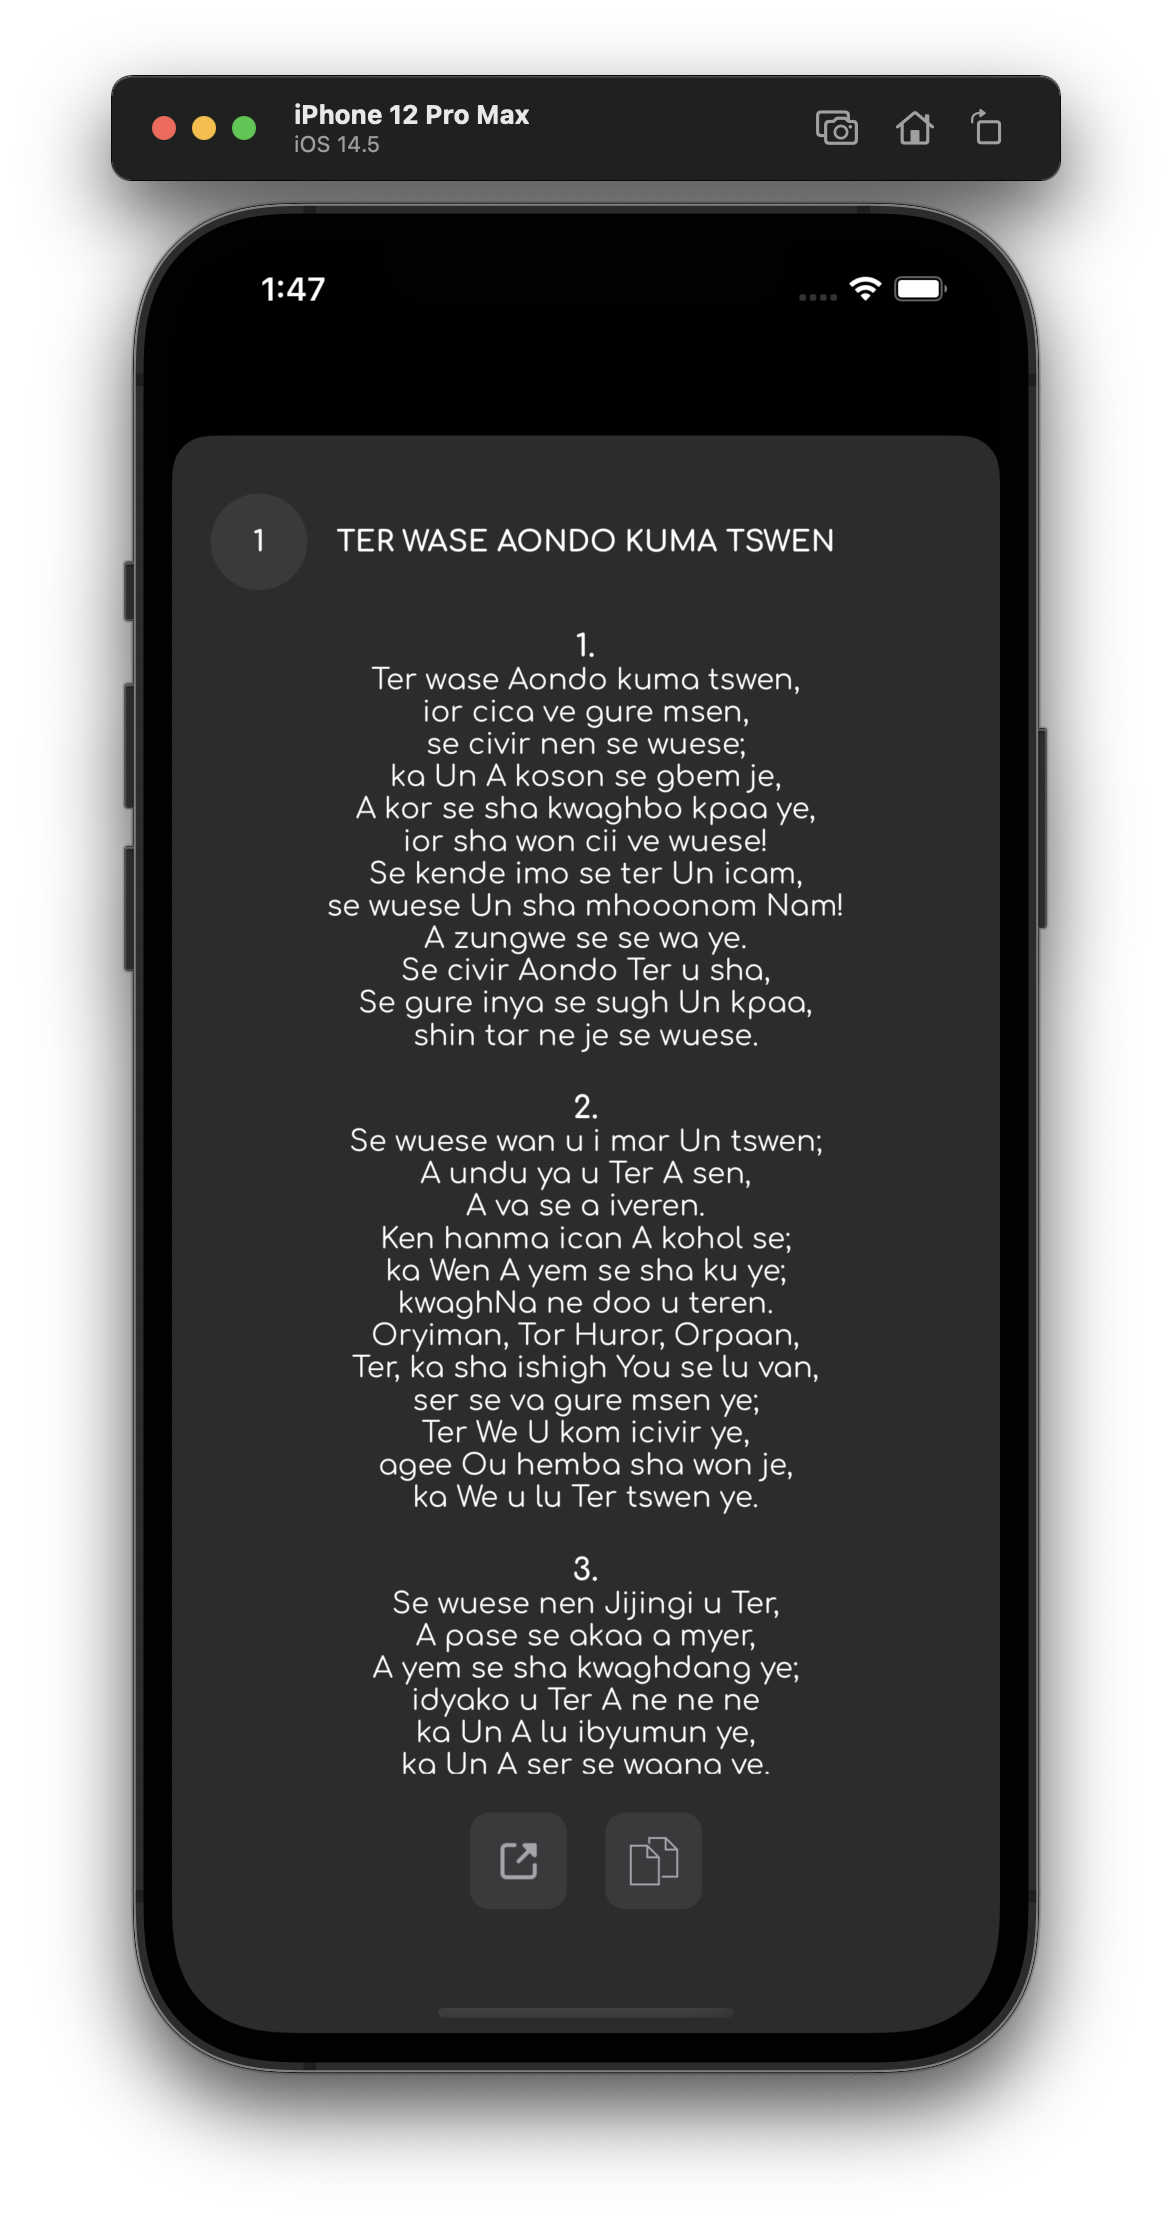 iPhone 12 Pro Max
iOS 14.5
1:47
1 TER WASE AONDO KUMA TSWEN
1.
Ter wase Aondo kuma tswen,
ior cica ve gure msen,
se civir nen se wuese;
ka Un A koson se gbem je,
A kor se sha kwaghbo kpaa ye,
ior sha won cii ve wuese!
Se kende imo se ter Un icam,
se wuese Un sha mhooonom Nam!
A zungwe se se wa ye.
Se civir Aondo Ter u sha,
Se gure inya se sugh Un kpaa,
shin tar ne je se wuese.
2.
Se wuese wan u i mar Un tswen;
A undu ya u Ter A sen,
A va se a iveren.
Ken hanma ican A kohol se;
ka Wen A yem se sha ku ye;
kwaghNa ne doo u teren.
Oryiman, Tor Huror, Orpaan,
Ter, ka sha ishigh You se lu van,
ser se va gure msen ye;
Ter We U kom icivir ye,
agee Ou hemba sha won je,
ka We u lu Ter tswen ye.
3.
Se wuese nen Jijingi u Ter,
A pase se akaa a myer,
A yem se sha kwaghdang ye;
idyako u Ter A ne ne ne
ka Un A lu ibyumun ye,
ka Un A ser se waana ve.